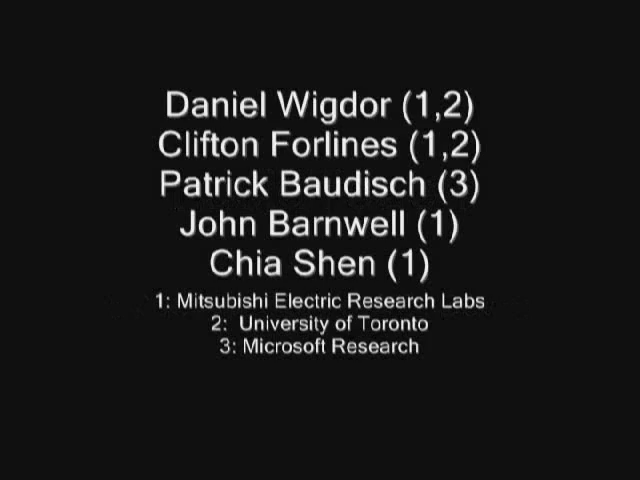 Daniel Wigdor (1,2)
Clifton Forlines (1,2)
Patrick Baudisch (3)
John Barnwell (1)
Chia Shen (1)
1: Mitsubishi Electric Research Labs
2: University of Toronto
3: Microsoft Research